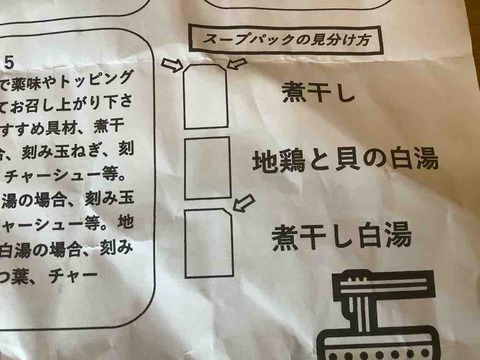 スープパックの見分け方
5
で薬味やトッピング
てお召し上がり下さ
すすめ具材、煮干
合、刻み玉ねぎ、刻
チャーシュー等。
湯の場合、刻み玉
ャーシュー等。地
白湯の場合、刻み
つ葉、チャー
煮干し
地鶏と貝の白湯
煮干し白湯